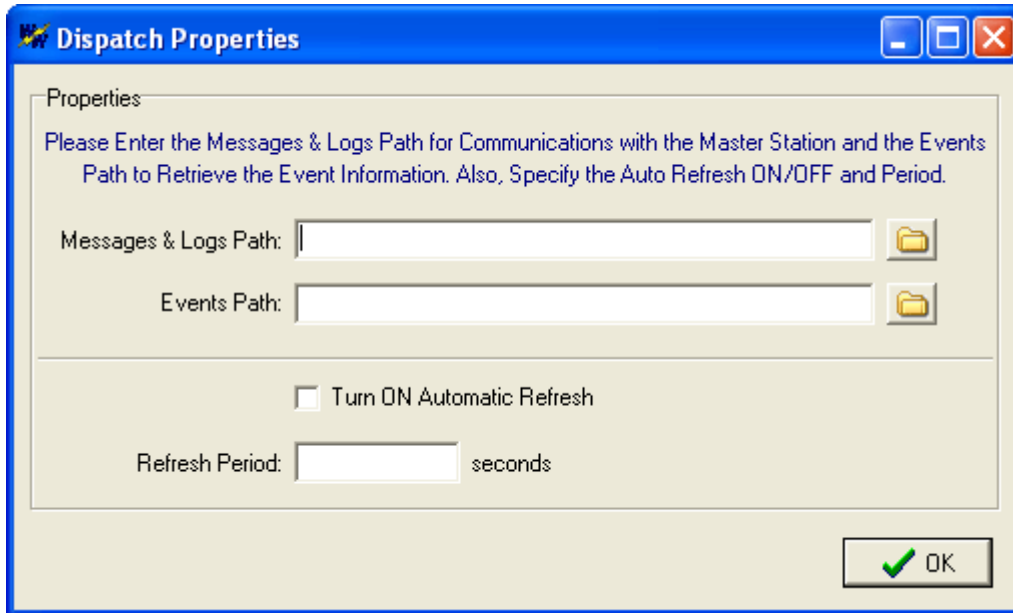 Dispatch Properties
Properties
Please Enter the Messages & Logs Path for Communications with the Master Station and the Events
Path to Retrieve the Event Information. Also, Specify the Auto Refresh ON/OFF and Period.
Messages & Logs Path:
Events Path:
Turn ON Automatic Refresh
Refresh Period: seconds
OK